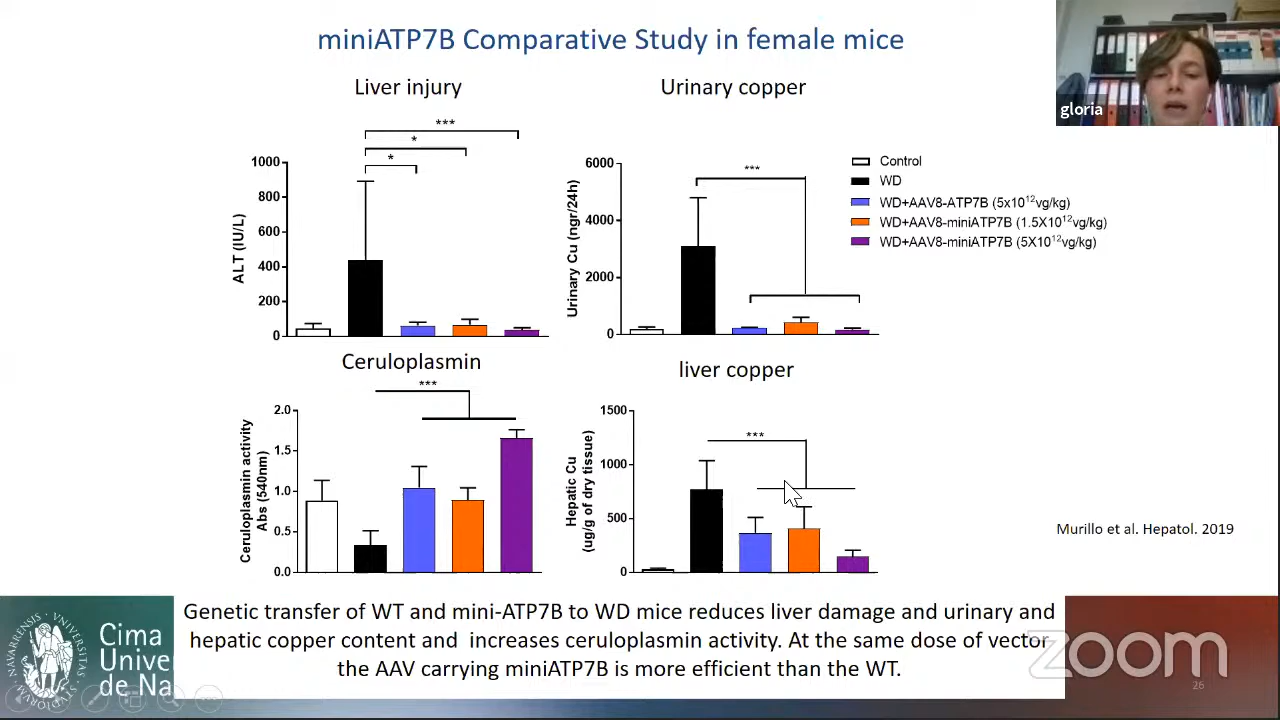 miniATP7B Comparative Study in female mice
gloria
Liver injury
***
*
*
1000
800
600
400
200
0
ALT (IU/L)
Urinary copper
***
6000
4000
2000
0
Urinary Cu (ngr/24h)
Control
WD
WD+AAV8-ATP7B (5x10¹²vg/kg)
WD+AAV8-miniATP7B (1.5X10¹²vg/kg)
WD+AAV8-miniATP7B (5X10¹²vg/kg)
Ceruloplasmin
***
2.0
1.5
1.0
0.5
0.0
Ceruloplasmin activity
Abs (540nm)
liver copper
***
1500
1000
500
0
Hepatic Cu
(ug/g of dry tissue)
Murillo et al. Hepatol. 2019
Genetic transfer of WT and mini-ATP7B to WD mice reduces liver damage and urinary and
hepatic copper content and increases ceruloplasmin activity. At the same dose of vector
the AAV carrying miniATP7B is more efficient than the WT.
Cima
Univer
de Na
zoom
26